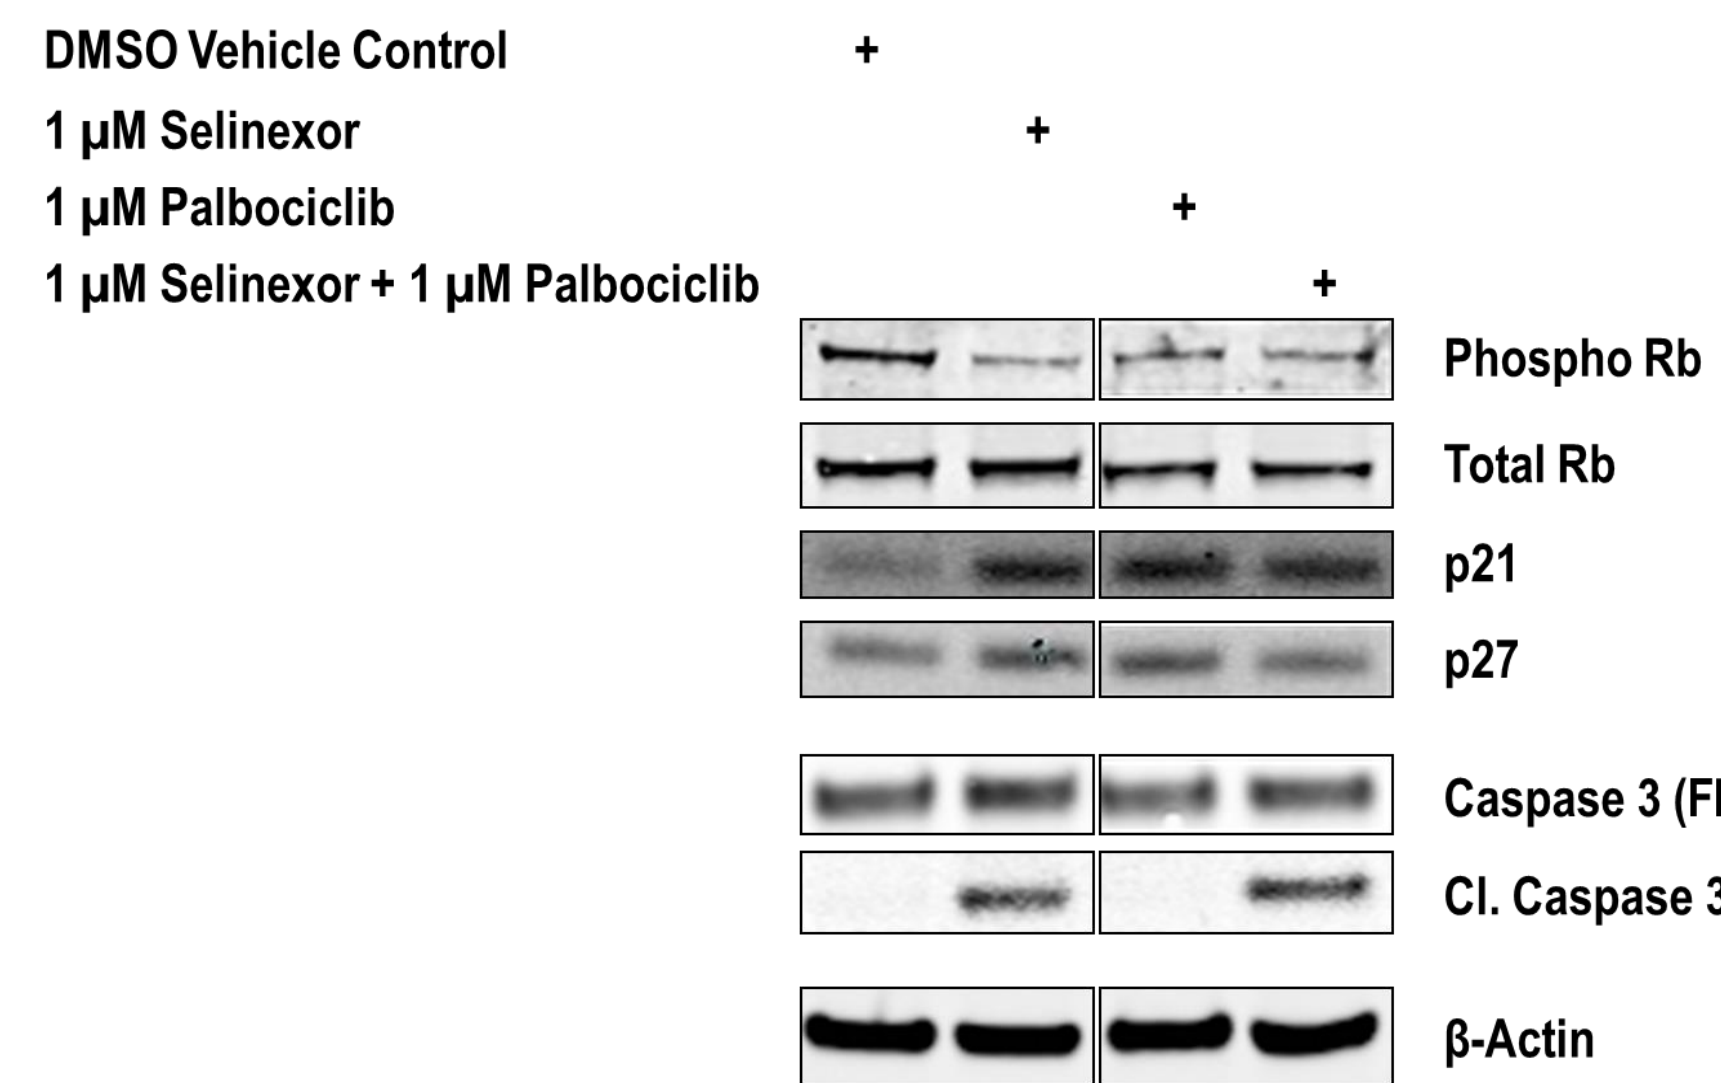 DMSO Vehicle Control +
1 µM Selinexor +
1 µM Palbociclib +
1 µM Selinexor + 1 µM Palbociclib +
Phospho Rb
Total Rb
p21
p27
Caspase 3
Cl. Caspase 3
β-Actin